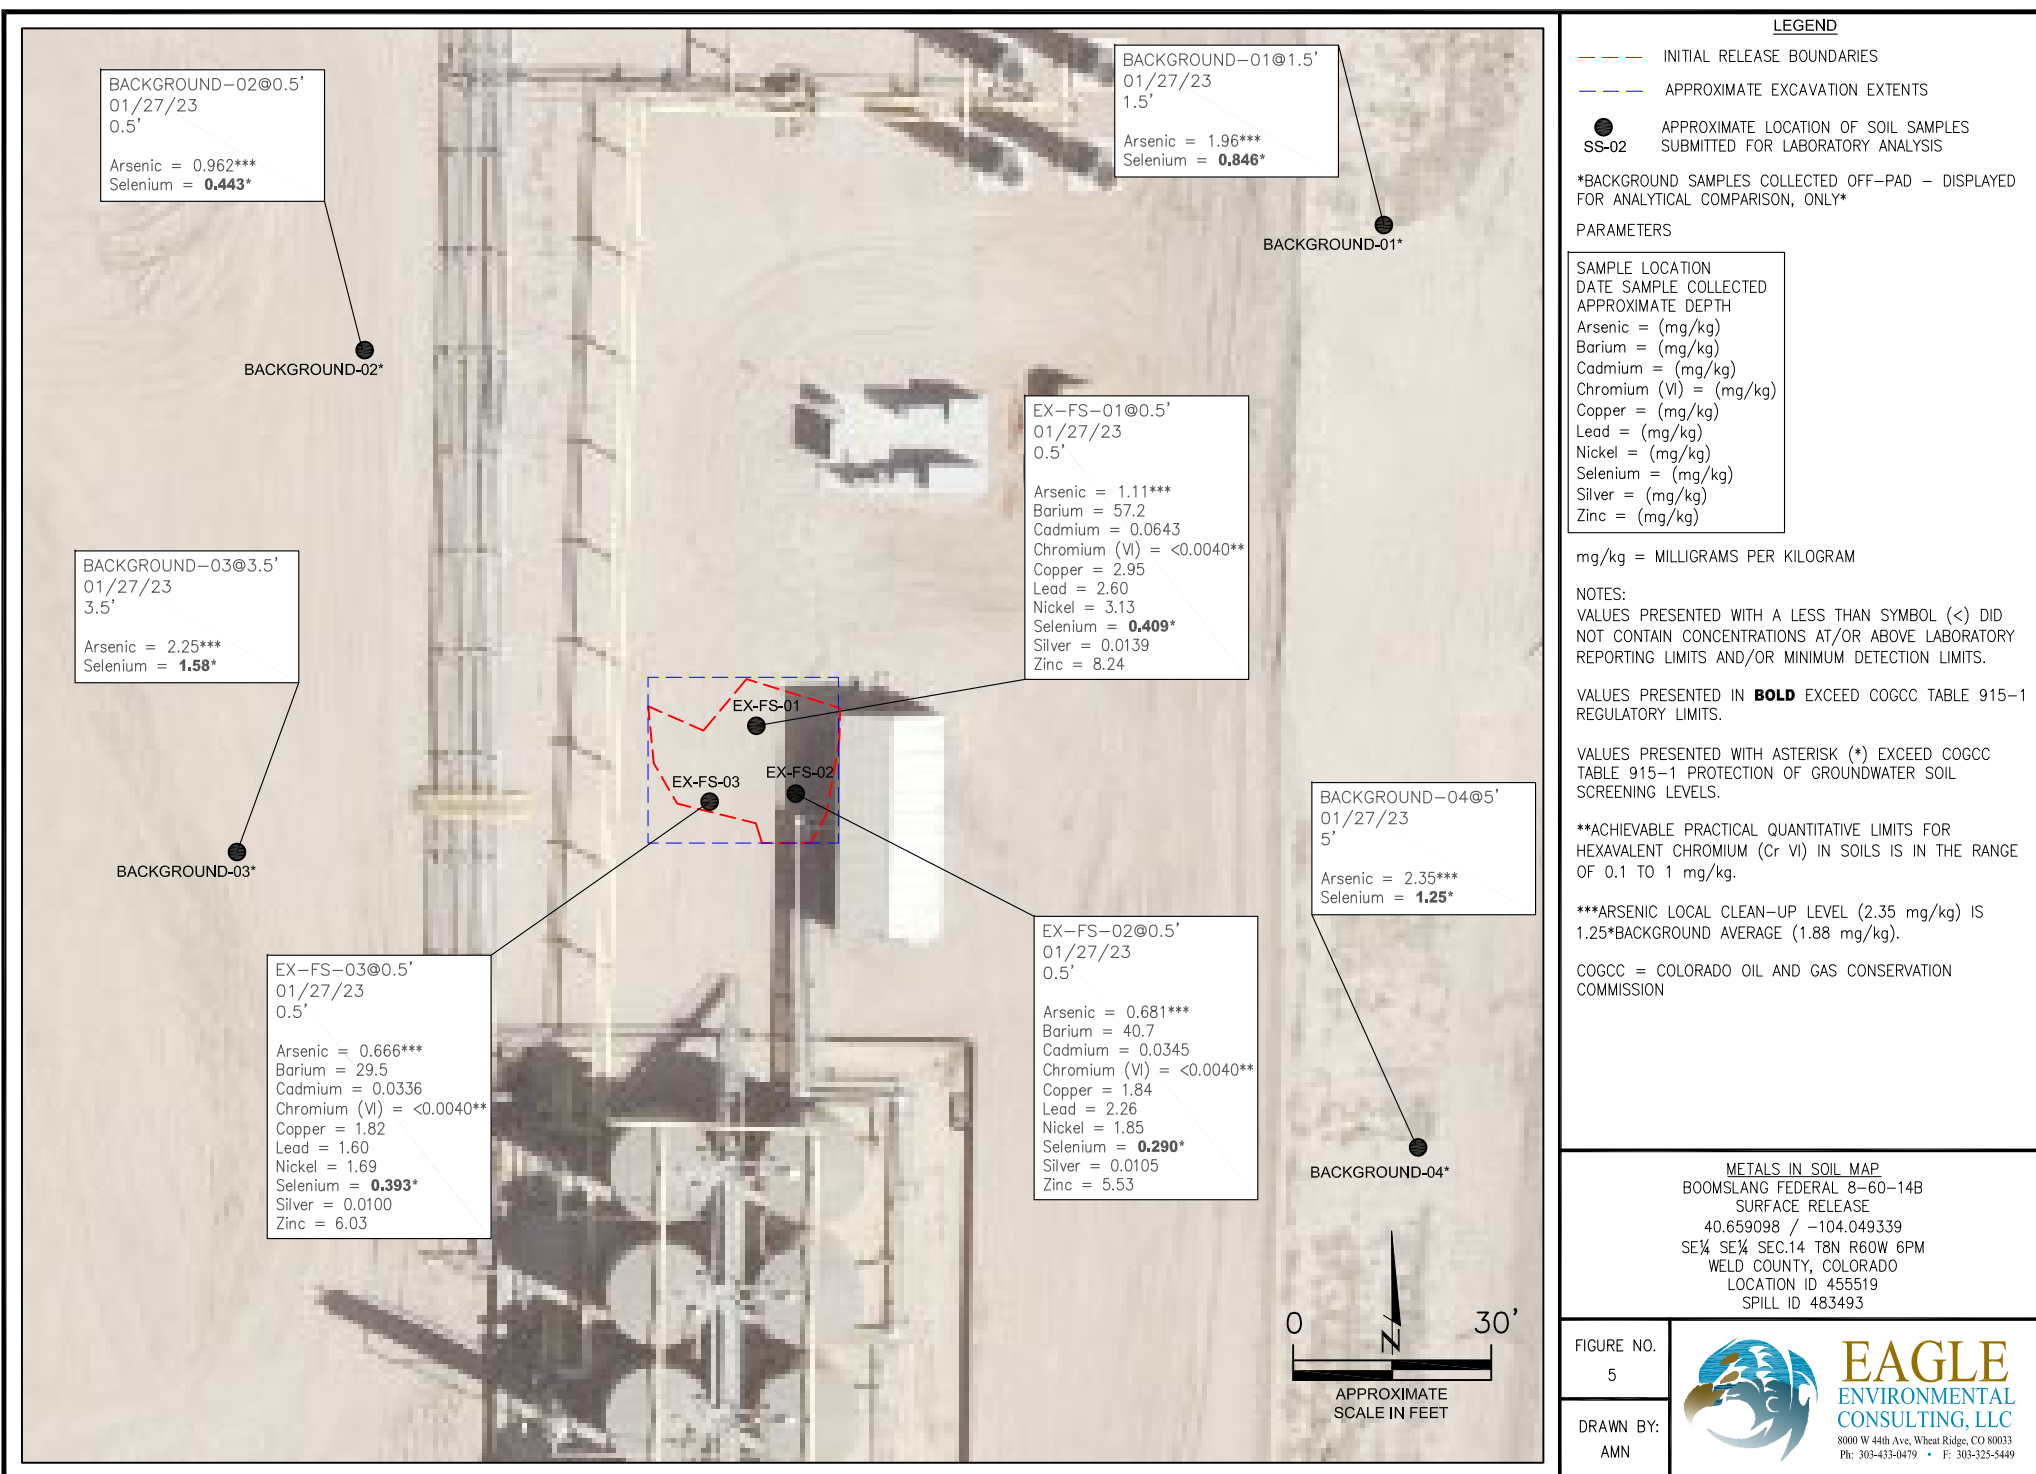 BACKGROUND-02@0.5'
01/27/23
0.5'
Arsenic = 0.962***
Selenium = 0.443*
BACKGROUND-02*
BACKGROUND-01@1.5'
01/27/23
1.5'
Arsenic = 1.96***
Selenium = 0.846*
BACKGROUND-01*
EX-FS-01@0.5'
01/27/23
0.5'
Arsenic = 1.11***
Barium = 57.2
Cadmium = 0.0643
Chromium (VI) = <0.0040**
Copper = 2.95
Lead = 2.60
Nickel = 3.13
Selenium = 0.409*
Silver = 0.0139
Zinc = 8.24
BACKGROUND-03@3.5'
01/27/23
3.5'
Arsenic = 2.25***
Selenium = 1.58*
BACKGROUND-03*
EX-FS-01
EX-FS-02
EX-FS-03
BACKGROUND-04@5'
01/27/23
5'
Arsenic = 2.35***
Selenium = 1.25*
BACKGROUND-04*
EX-FS-03@0.5'
01/27/23
0.5'
Arsenic = 0.666***
Barium = 29.5
Cadmium = 0.0336
Chromium (VI) = <0.0040**
Copper = 1.82
Lead = 1.60
Nickel = 1.69
Selenium = 0.393*
Silver = 0.0100
Zinc = 6.03
EX-FS-02@0.5'
01/27/23
0.5'
Arsenic = 0.681***
Barium = 40.7
Cadmium = 0.0345
Chromium (VI) = <0.0040**
Copper = 1.84
Lead = 2.26
Nickel = 1.85
Selenium = 0.290*
Silver = 0.0105
Zinc = 5.53
0 30'
N
APPROXIMATE
SCALE IN FEET
LEGEND
INITIAL RELEASE BOUNDARIES
APPROXIMATE EXCAVATION EXTENTS
SS-02
APPROXIMATE LOCATION OF SOIL SAMPLES
SUBMITTED FOR LABORATORY ANALYSIS
*BACKGROUND SAMPLES COLLECTED OFF-PAD - DISPLAYED
FOR ANALYTICAL COMPARISON, ONLY*
PARAMETERS
SAMPLE LOCATION
DATE SAMPLE COLLECTED
APPROXIMATE DEPTH
Arsenic = (mg/kg)
Barium = (mg/kg)
Cadmium = (mg/kg)
Chromium (VI) = (mg/kg)
Copper = (mg/kg)
Lead = (mg/kg)
Nickel = (mg/kg)
Selenium = (mg/kg)
Silver = (mg/kg)
Zinc = (mg/kg)
mg/kg = MILLIGRAMS PER KILOGRAM
NOTES:
VALUES PRESENTED WITH A LESS THAN SYMBOL (<) DID
NOT CONTAIN CONCENTRATIONS AT/OR ABOVE LABORATORY
REPORTING LIMITS AND/OR MINIMUM DETECTION LIMITS.
VALUES PRESENTED IN BOLD EXCEED COGCC TABLE 915-1
REGULATORY LIMITS.
VALUES PRESENTED WITH ASTERISK (*) EXCEED COGCC
TABLE 915-1 PROTECTION OF GROUNDWATER SOIL
SCREENING LEVELS.
**ACHIEVABLE PRACTICAL QUANTITATIVE LIMITS FOR
HEXAVALENT CHROMIUM (Cr VI) IN SOILS IS IN THE RANGE
OF 0.1 TO 1 mg/kg.
***ARSENIC LOCAL CLEAN-UP LEVEL (2.35 mg/kg) IS
1.25*BACKGROUND AVERAGE (1.88 mg/kg).
COGCC = COLORADO OIL AND GAS CONSERVATION
COMMISSION
METALS IN SOIL MAP
BOOMSLANG FEDERAL 8-60-14B
SURFACE RELEASE
40.659098 / -104.049339
SE¼ SE¼ SEC.14 T8N R60W 6PM
WELD COUNTY, COLORADO
LOCATION ID 455519
SPILL ID 483493
FIGURE NO.
5
DRAWN BY:
AMN
EAGLE
ENVIRONMENTAL
CONSULTING, LLC
8000 W 44th Ave, Wheat Ridge, CO 80033
Ph: 303-433-0479 • F: 303-325-5449